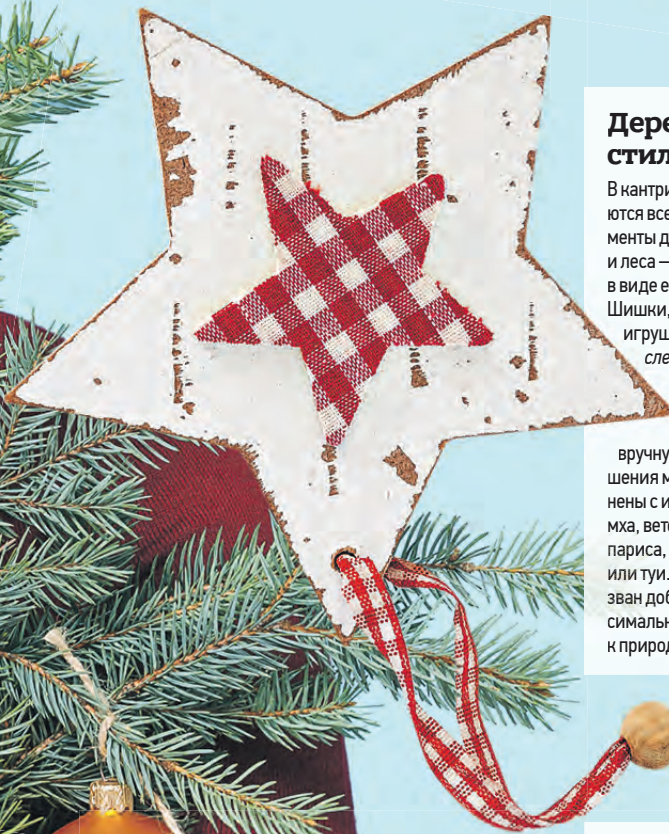 Дере
стил
В кантри
ются все
менты д
и леса —
в виде е
Шишки,
игруш
сле
вручну
шения м
нены с и
мха, вет
париса,
или туи.
зван доб
симальн
к природ